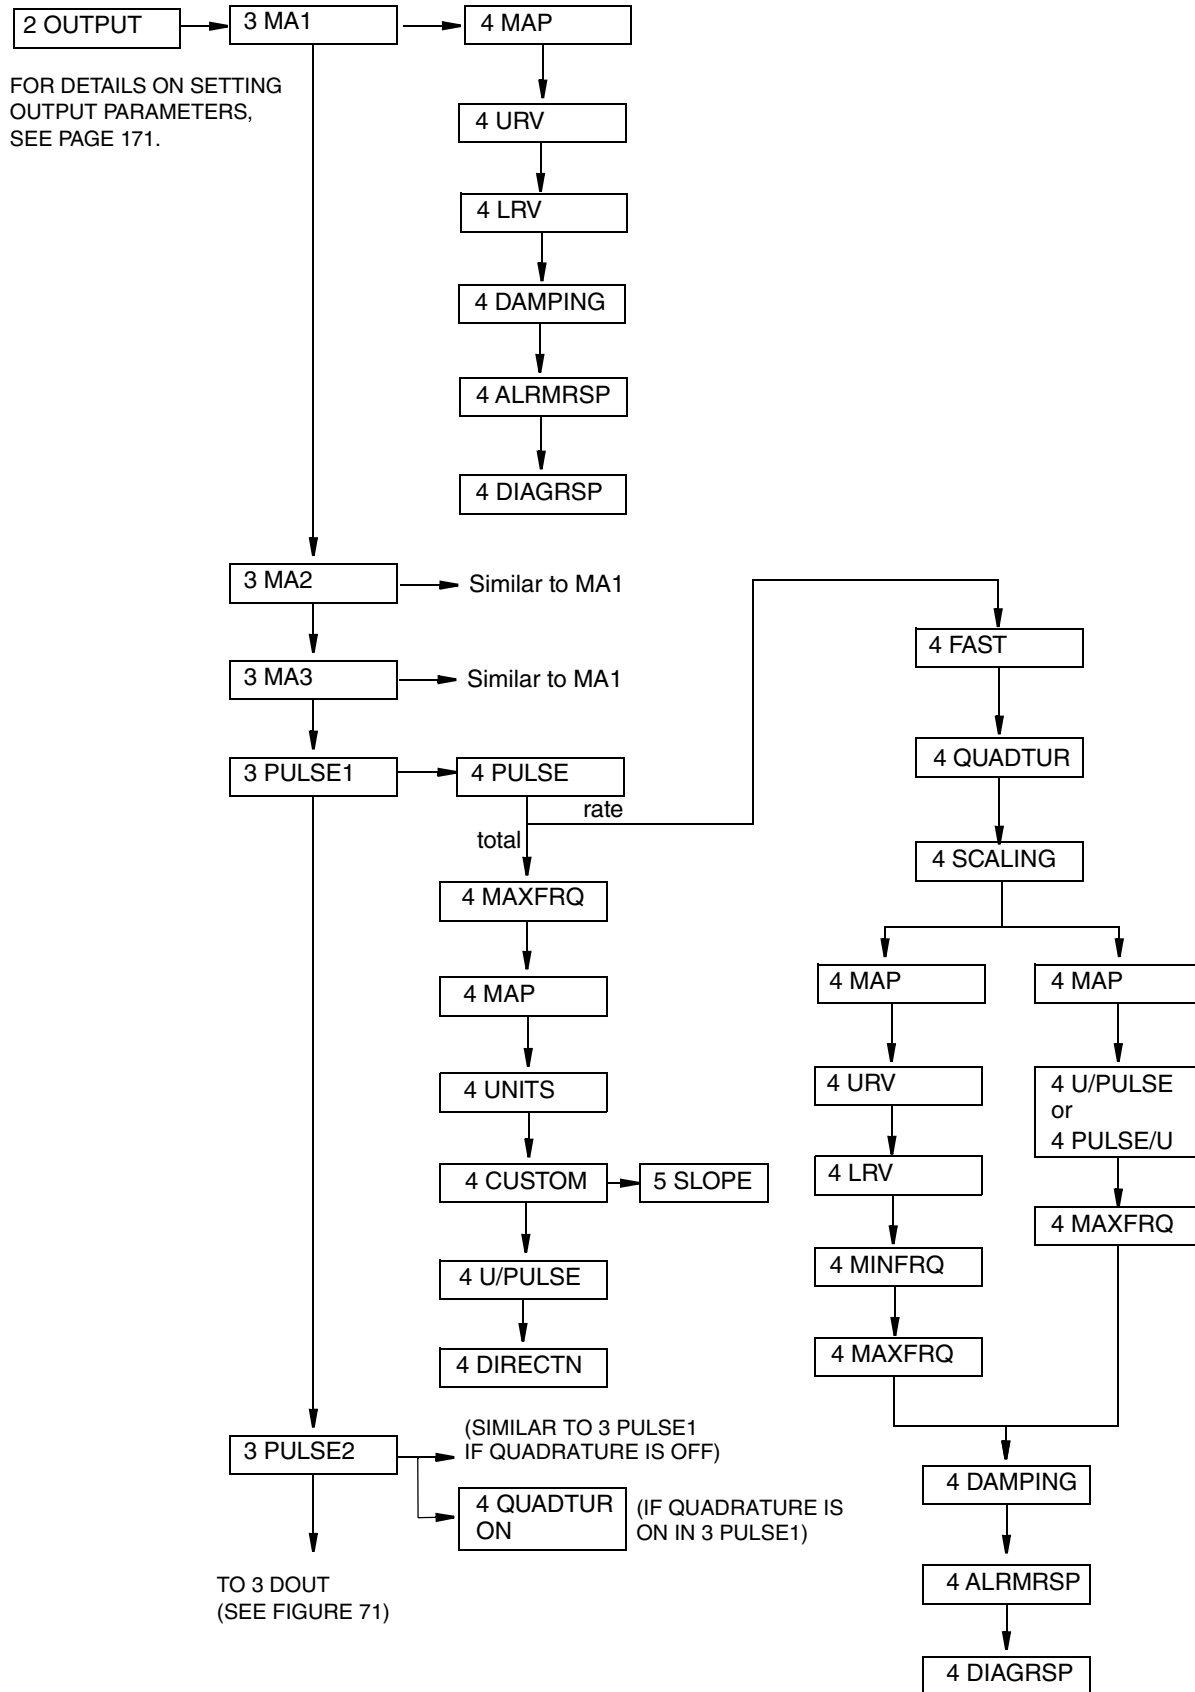 2 OUTPUT
3 MA1
4 MAP
FOR DETAILS ON SETTING
OUTPUT PARAMETERS,
SEE PAGE 171.
4 URV
4 LRV
4 DAMPING
4 ALRMRSP
4 DIAGRSP
3 MA2
Similar to MA1
3 MA3
Similar to MA1
3 PULSE1
4 PULSE
rate
total
4 MAXFRQ
4 MAP
4 UNITS
4 CUSTOM
5 SLOPE
4 U/PULSE
4 DIRECTN
4 FAST
4 QUADTUR
4 SCALING
4 MAP
4 URV
4 LRV
4 MINFRQ
4 MAXFRQ
4 MAP
4 U/PULSE
or
4 PULSE/U
4 MAXFRQ
4 DAMPING
4 ALRMRSP
4 DIAGRSP
3 PULSE2
(SIMILAR TO 3 PULSE1
IF QUADRATURE IS OFF)
4 QUADTUR
ON
(IF QUADRATURE IS
ON IN 3 PULSE1)
TO 3 DOUT
(SEE FIGURE 71)